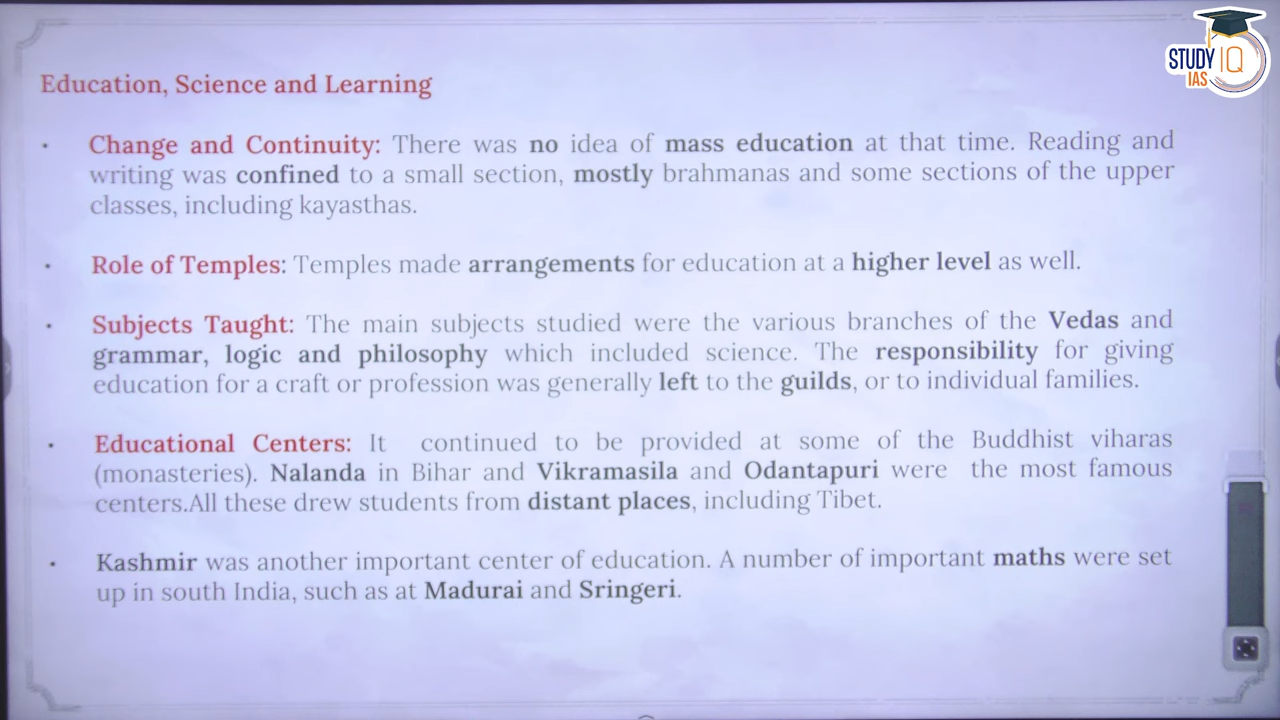 STUDY IQ
IAS
Education, Science and Learning
• Change and Continuity: There was no idea of mass education at that time. Reading and
writing was confined to a small section, mostly brahmanas and some sections of the upper
classes, including kayasthas.
• Role of Temples: Temples made arrangements for education at a higher level as well.
• Subjects Taught: The main subjects studied were the various branches of the Vedas and
grammar, logic and philosophy which included science. The responsibility for giving
education for a craft or profession was generally left to the guilds, or to individual families.
• Educational Centers: It continued to be provided at some of the Buddhist viharas
(monasteries). Nalanda in Bihar and Vikramasila and Odantapuri were the most famous
centers.All these drew students from distant places, including Tibet.
• Kashmir was another important center of education. A number of important maths were set
up in south India, such as at Madurai and Sringeri.